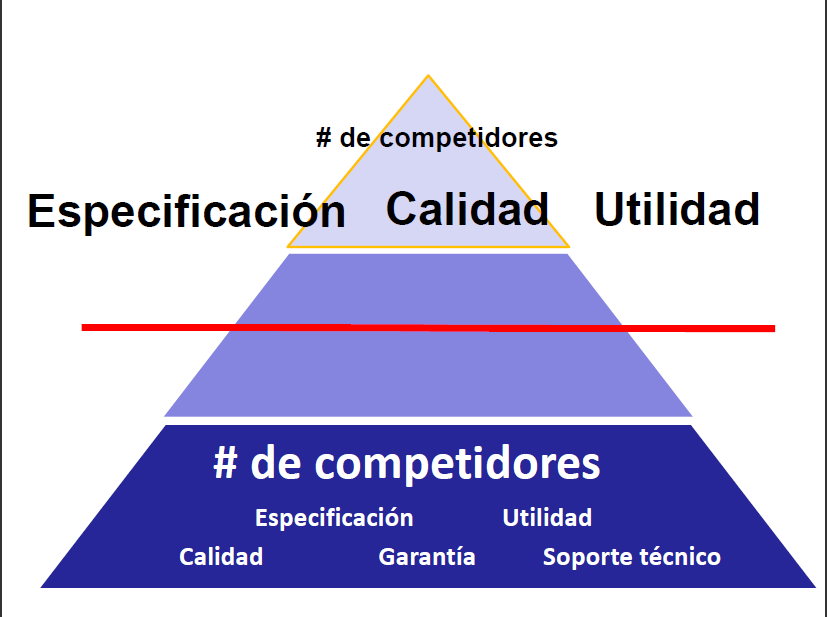 # de competidores
Especificación Calidad Utilidad
# de competidores
Especificación Utilidad
Calidad Garantía Soporte técnico